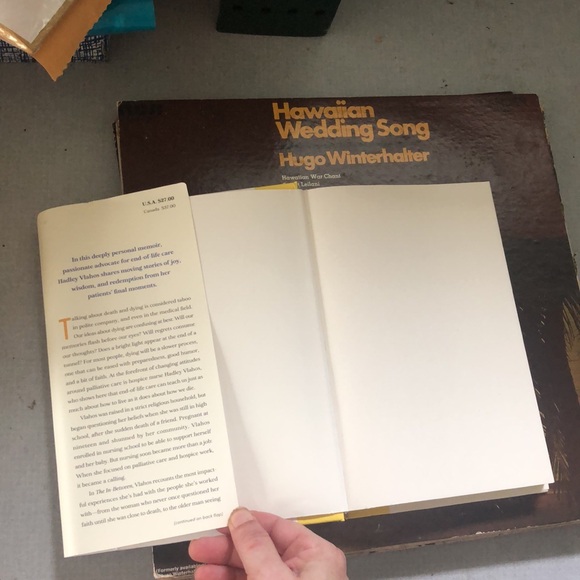 Hawaiian
Wedding Song
Hugo Winterhalter
Hawaiian War Chant
Leilani
U.S.A. $27.00
Canada
In this deeply personal memoir,
passionate advocate for end-of-life care
Hadley Vlahos shares moving stories of joy,
wisdom, and redemption from her
patients' final moments.
Talking about death and dying is considered taboo
in polite company, and even in the medical field.
Our ideas about dying are confusing at best: Will our
memories flash before our eyes? Will regrets consume
our thoughts? Does a bright light appear at the end of a
tunnel? For most people, dying will be a slower process,
one that can be eased with preparedness, good humor,
and a bit of faith. At the forefront of changing attitudes
around palliative care is hospice nurse Hadley Vlahos,
who shows here that end-of-life care can teach us just as
much about how to live as it does about how we die.
Vlahos was raised in a strict religious household, but
began questioning her beliefs when she was still in high
school, after the sudden death of a friend. Pregnant at
nineteen and shunned by her community, Vlahos
enrolled in nursing school to be able to support herself
and her baby. But nursing soon became more than a job
When she focused on palliative care and hospice work,
it became a calling.
In The In-Between, Vlahos recounts the most impact
ful experiences she's had with the people she's worked
with—from the woman who never once questioned her
faith until she was close to death, to the older man seeing
(continued on back flap)
(Formerly